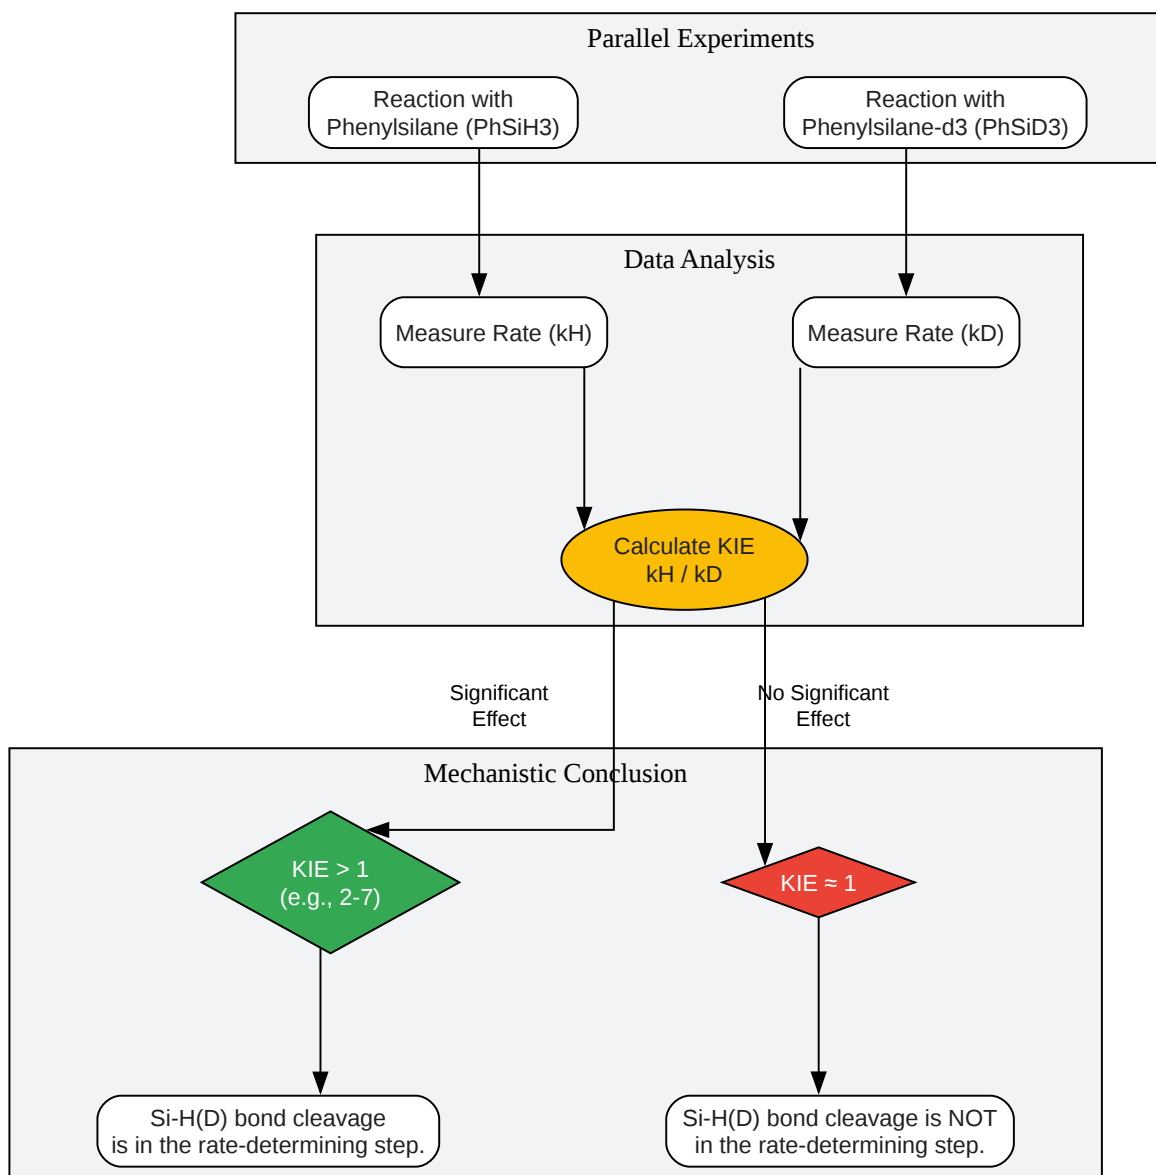 Parallel Experiments
Reaction with
Phenylsilane (PhSiH3)
Reaction with
Phenylsilane-d3 (PhSiD3)
Data Analysis
Measure Rate (kH)
Measure Rate (kD)
Calculate KIE
kH / kD
Significant
Effect
No Significant
Effect
Mechanistic Conclusion
KIE > 1
(e.g., 2-7)
KIE ≈ 1
Si-H(D) bond cleavage
is in the rate-determining step.
Si-H(D) bond cleavage is NOT
in the rate-determining step.